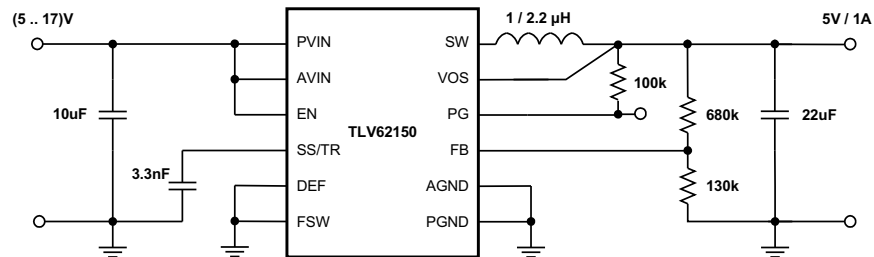 (5 .. 17)V
1 / 2.2 µH
5V / 1A
PVIN
SW
AVIN
VOS
100k
10uF
EN
PG
680k
22uF
TLV62150
SS/TR
FB
3.3nF
DEF
AGND
130k
FSW
PGND